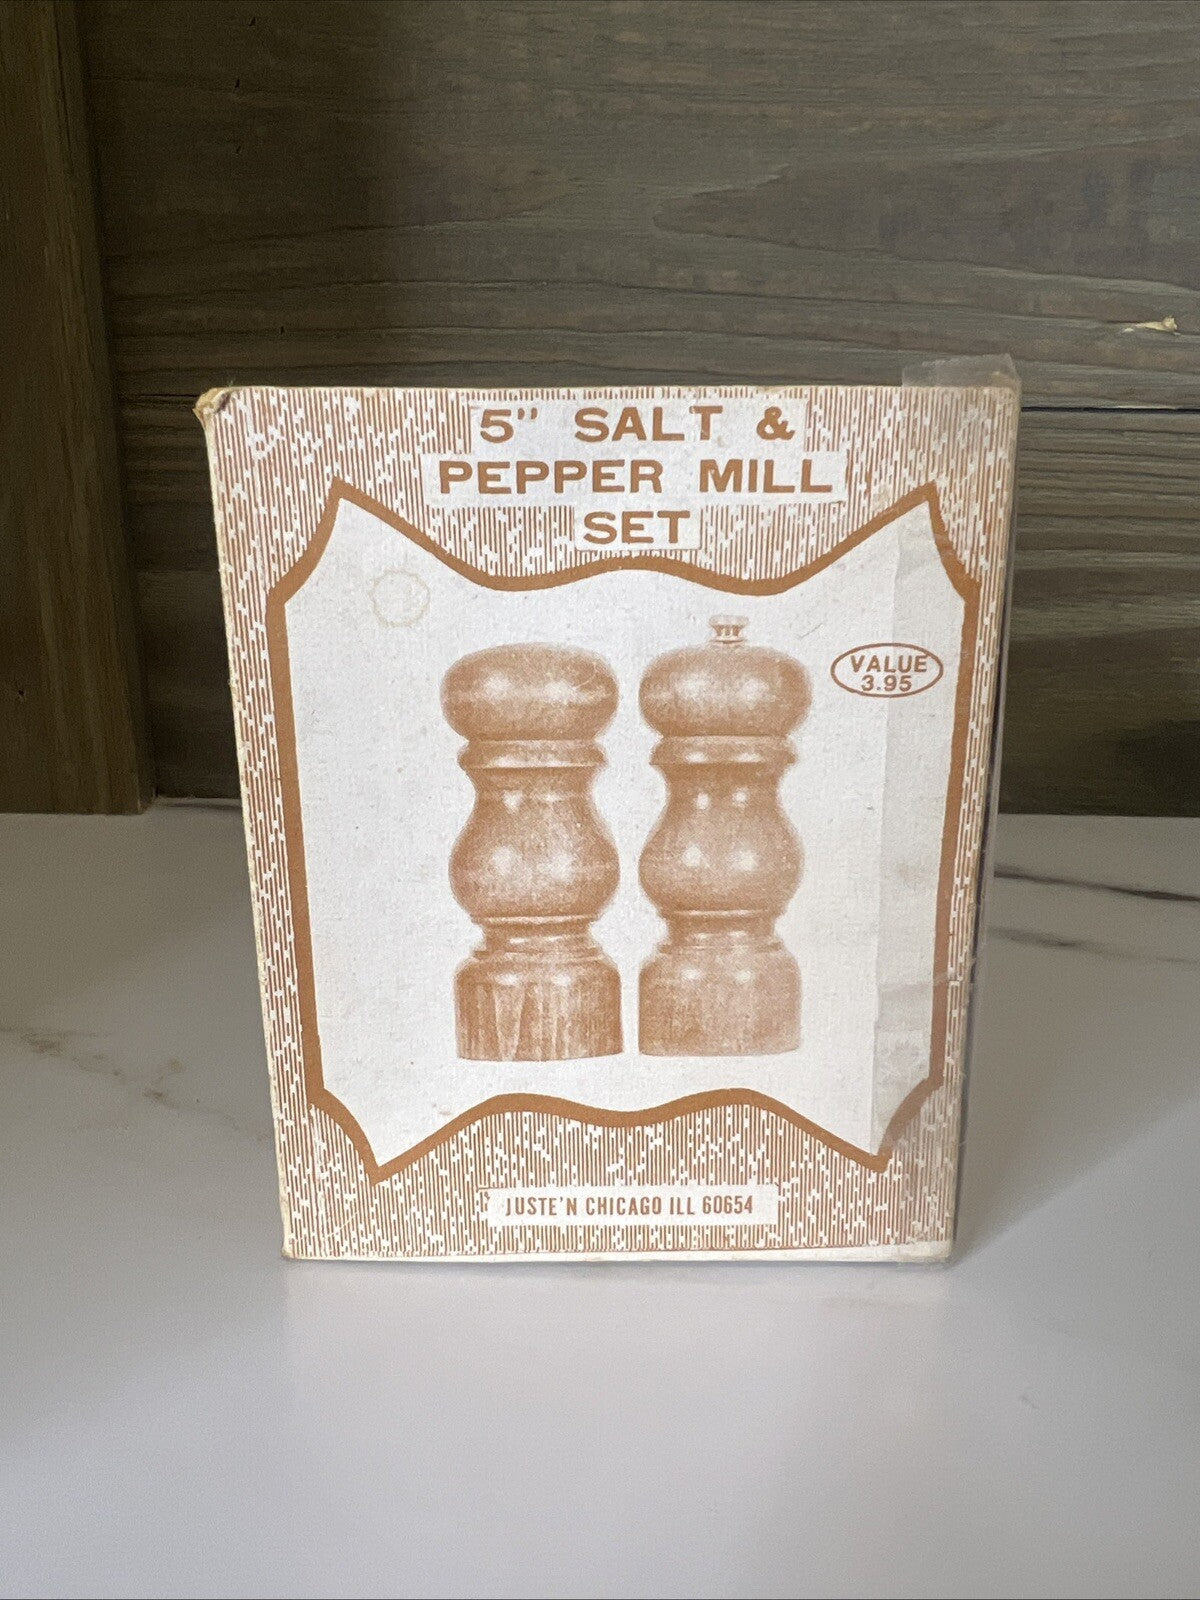 5" SALT &
PEPPER MILL
SET
VALUE
3.95
JUSTE'N CHICAGO ILL 60654